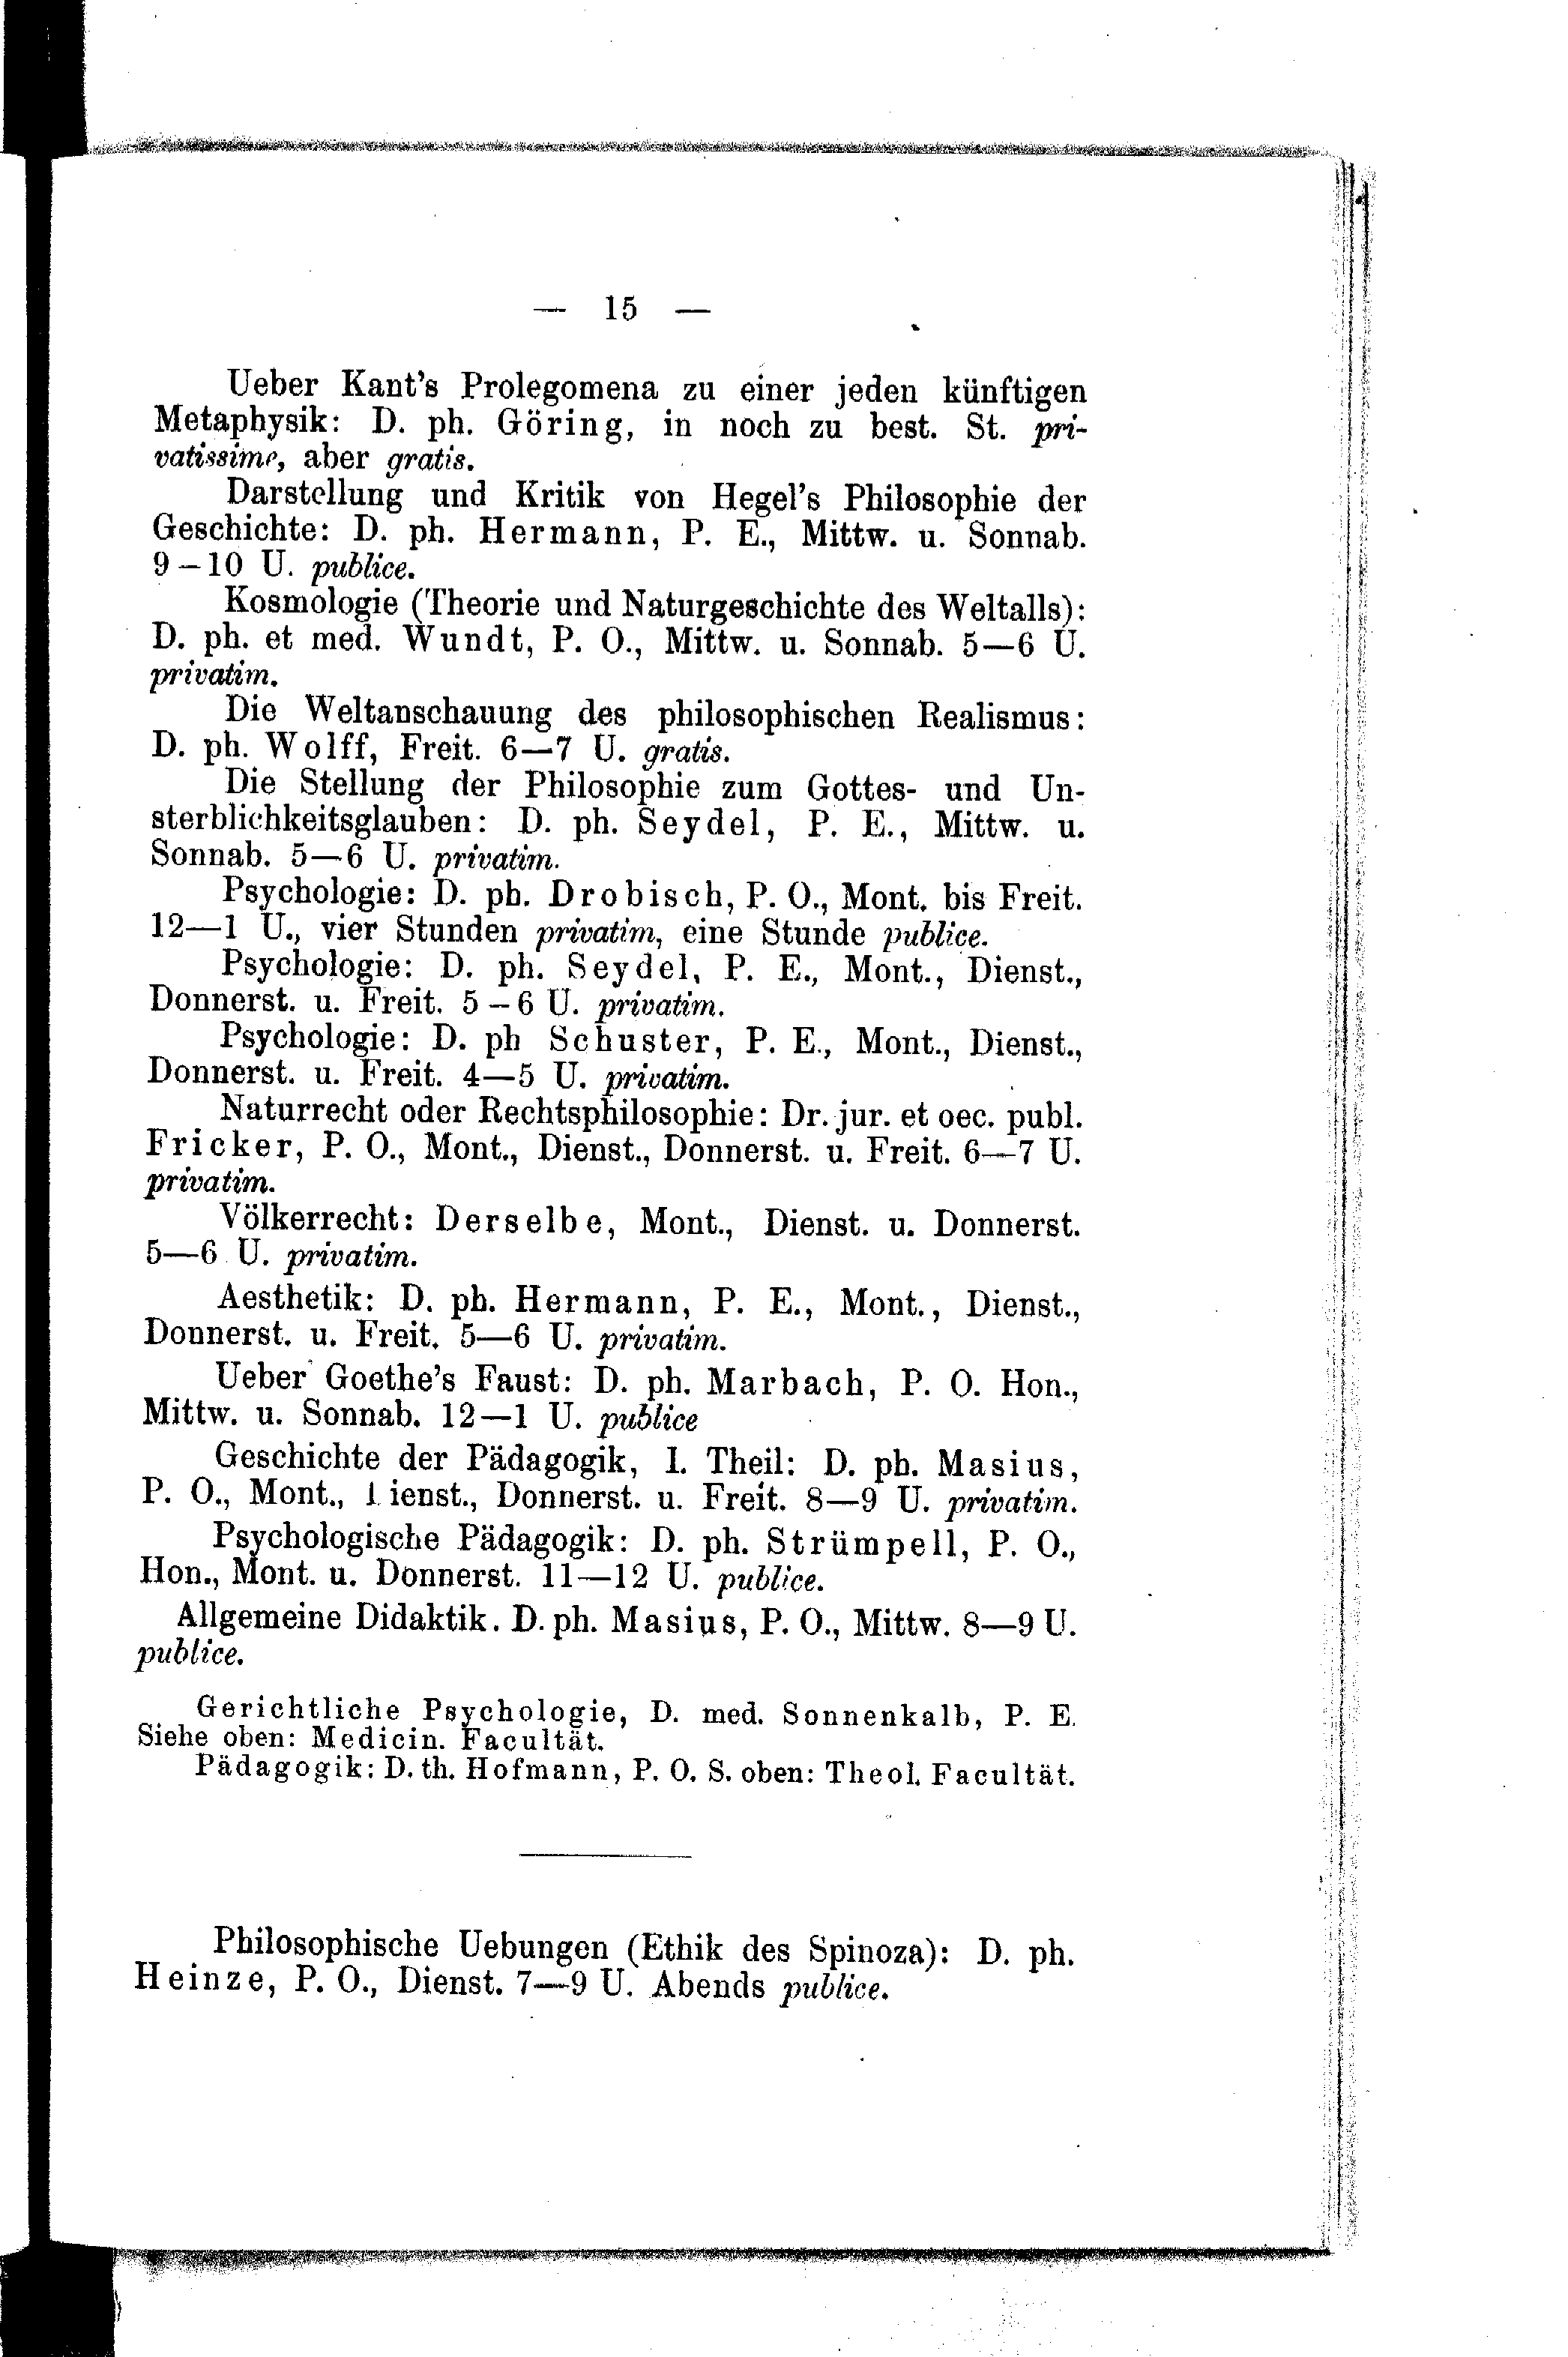 — 15 —
Ueber Kant's Prolegomena zu einer jeden künftigen
Metaphysik: D. ph. Göring, in noch zu best. St. pri-
vatissime, aber gratis.
Darstellung und Kritik von Hegel's Philosophie der
Geschichte: D. ph. Hermann, P. E., Mittw. u. Sonnab.
9–10 U. publice.
Kosmologie (Theorie und Naturgeschichte des Weltalls):
D. ph. et med. Wundt, P. O., Mittw. u. Sonnab. 5—6 U.
privatim.
Die Weltanschauung des philosophischen Realismus:
D. ph. Wolff, Freit. 6—7 U. gratis.
Die Stellung der Philosophie zum Gottes- und Un-
sterblichkeitsglauben: D. ph. Seydel, P. E., Mittw. u.
Sonnab. 5—6 U. privatim.
Psychologie: D. ph. Drobisch, P. O., Mont. bis Freit.
12—1 U., vier Stunden privatim, eine Stunde publice.
Psychologie: D. ph. Seydel, P. E., Mont., Dienst.,
Donnerst. u. Freit. 5–6 U. privatim.
Psychologie: D. ph Schuster, P. E., Mont., Dienst.,
Donnerst. u. Freit. 4—5 U. privatim.
Naturrecht oder Rechtsphilosophie: Dr. jur. et oec. publ.
Fricker, P. O., Mont., Dienst., Donnerst. u. Freit. 6—7 U.
privatim.
Völkerrecht: Derselbe, Mont., Dienst. u. Donnerst.
5—6 U. privatim.
Aesthetik: D. ph. Hermann, P. E., Mont., Dienst.,
Donnerst. u. Freit. 5—6 U. privatim.
Ueber Goethe's Faust: D. ph. Marbach, P. O. Hon.,
Mittw. u. Sonnab. 12—1 U. publice
Geschichte der Pädagogik, I. Theil: D. ph. Masius,
P. O., Mont., Dienst., Donnerst. u. Freit. 8—9 U. privatim.
Psychologische Pädagogik: D. ph. Strümpell, P. O.,
Hon., Mont. u. Donnerst. 11—12 U. publice.
Allgemeine Didaktik. D. ph. Masius, P. O., Mittw. 8—9 U.
publice.
Gerichtliche Psychologie, D. med. Sonnenkalb, P. E.
Siehe oben: Medicin. Facultät.
Pädagogik: D. th. Hofmann, P. O. S. oben: Theol. Facultät.
Philosophische Uebungen (Ethik des Spinoza): D. ph.
Heinze, P. O., Dienst. 7—9 U. Abends publice.